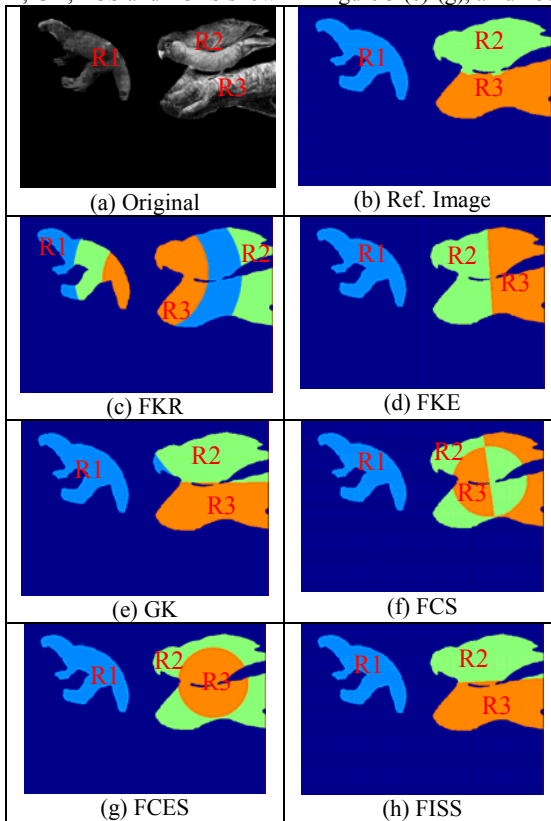 R1
R2
R3
(a) Original
R1
R2
R3
(b) Ref. Image
R1
R2
R3
(c) FKR
R1
R2
R3
(d) FKE
R1
R2
R3
(e) GK
R1
R2
R3
(f) FCS
R1
R2
R3
(g) FCES
R1
R2
R3
(h) FISS